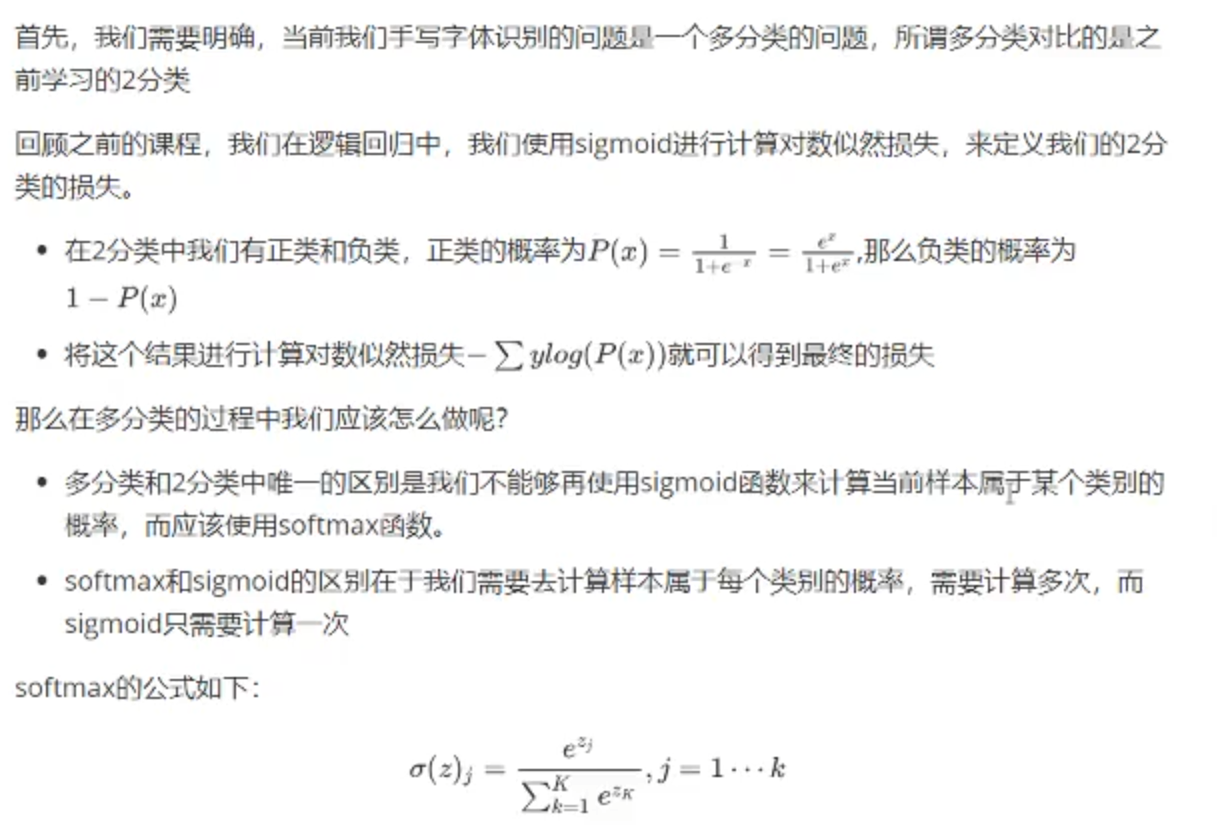 首先，我们需要明确，当前我们手写字体识别的问题是一个多分类的问题，所谓多分类对比的是之
前学习的2分类
回顾之前的课程，我们在逻辑回归中，我们使用sigmoid进行计算对数似然损失，来定义我们的2分
类的损失。
• 在2分类中我们有正类和负类，正类的概率为P(x) = 1/(1+e^{-x}) = e^x/(1+e^x),那么负类的概率为
1 − P(x)
• 将这个结果进行计算对数似然损失−∑ylog(P(x))就可以得到最终的损失
那么在多分类的过程中我们应该怎么做呢？
• 多分类和2分类中唯一的区别是我们不能够再使用sigmoid函数来计算当前样本属于某个类别的
概率，而应该使用softmax函数。
• softmax和sigmoid的区别在于我们需要去计算样本属于每个类别的概率，需要计算多次，而
sigmoid只需要计算一次
softmax的公式如下：
σ(z)_j = e^{z_j}/∑_{k=1}^{K} e^{z_K}, j = 1⋯k